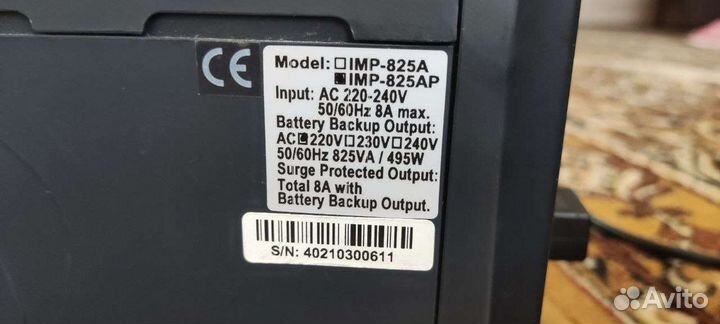 CE
Model: □IMP-825A
■IMP-825AP
Input: AC 220-240V
50/60Hz 8A max.
Battery Backup Output:
AC■220V□230V□240V
50/60Hz 825VA / 495W
Surge Protected Output:
Total 8A with
Battery Backup Output.
S/N: 40210300611
Avito